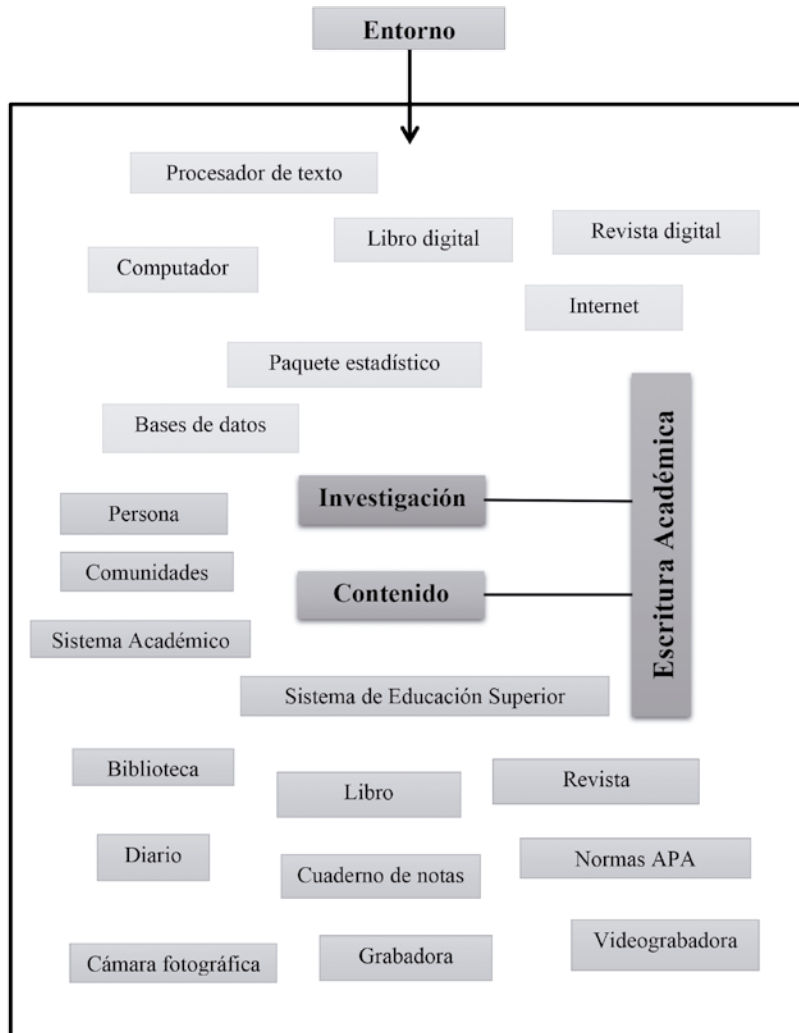 Entorno
Procesador de texto
Libro digital
Revista digital
Computador
Internet
Paquete estadístico
Bases de datos
Escritura Académica
Investigación
Persona
Comunidades
Contenido
Sistema Académico
Sistema de Educación Superior
Biblioteca
Libro
Revista
Diario
Cuaderno de notas
Normas APA
Cámara fotográfica
Grabadora
Videograbadora